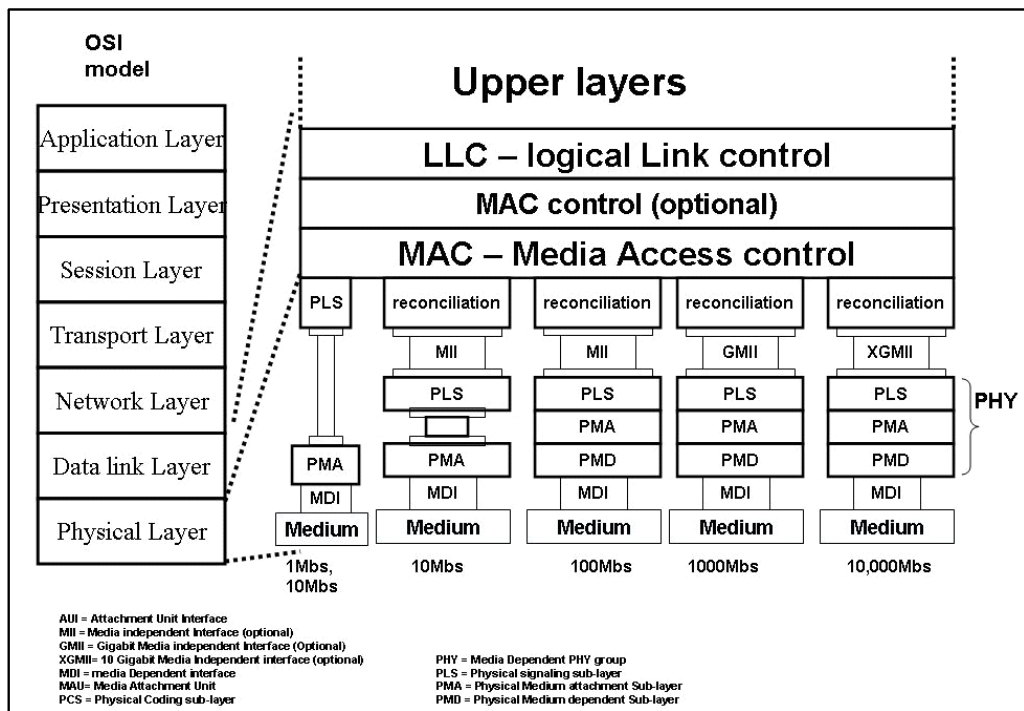 OSI
model
Upper layers
Application Layer
Presentation Layer
Session Layer
Transport Layer
Network Layer
Data link Layer
Physical Layer
LLC – logical Link control
MAC control (optional)
MAC – Media Access control
PLS
reconciliation
reconciliation
reconciliation
reconciliation
MII
MII
GMII
XGMII
PLS
PLS
PLS
PLS
PHY
PMA
PMA
PMA
PMA
PMA
PMD
PMD
PMD
MDI
MDI
MDI
MDI
MDI
Medium
Medium
Medium
Medium
Medium
1Mbs,
10Mbs
10Mbs
100Mbs
1000Mbs
10,000Mbs
AUI = Attachment Unit Interface
MII = Media independent Interface (optional)
GMII = Gigabit Media independent Interface (Optional)
XGMII= 10 Gigabit Media Independent interface (optional)
MDI = media Dependent interface
MAU= Media Attachment Unit
PCS = Physical Coding sub-layer
PHY = Media Dependent PHY group
PLS = Physical signaling sub-layer
PMA = Physical Medium attachment Sub-layer
PMD = Physical Medium dependent Sub-layer